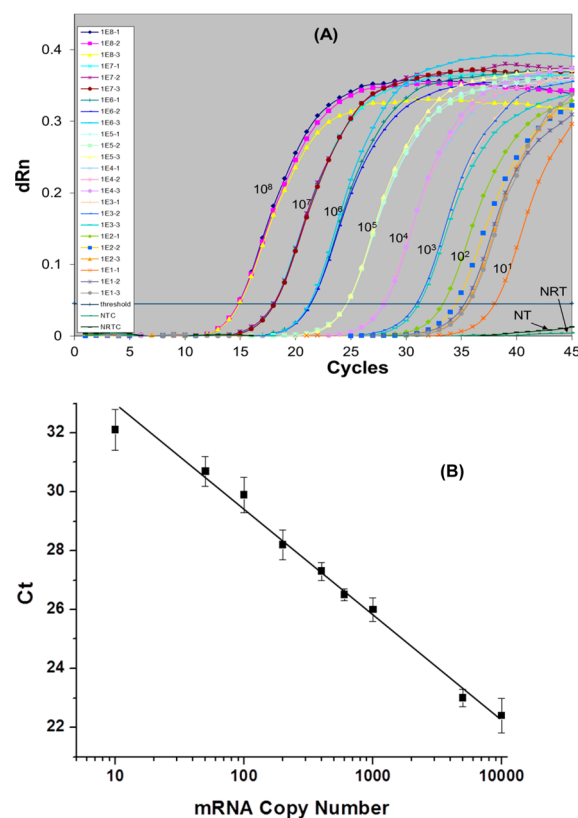 (A)
1E8-1
1E8-2
1E8-3
1E7-1
1E7-2
1E7-3
1E6-1
1E6-2
1E6-3
1E5-1
1E5-2
1E5-3
1E4-1
1E4-2
1E4-3
1E3-1
1E3-2
1E3-3
1E2-1
1E2-2
1E2-3
1E1-1
1E1-2
1E1-3
threshold
NTC
NRTC
0.4
0.3
0.2
0.1
0
dRn
10⁸
10⁷
10⁶
10⁵
10⁴
10³
10²
10¹
NRT
NT
0 5 10 15 20 25 30 35 40 45
Cycles
(B)
32
30
28
26
24
22
Ct
10 100 1000 10000
mRNA Copy Number